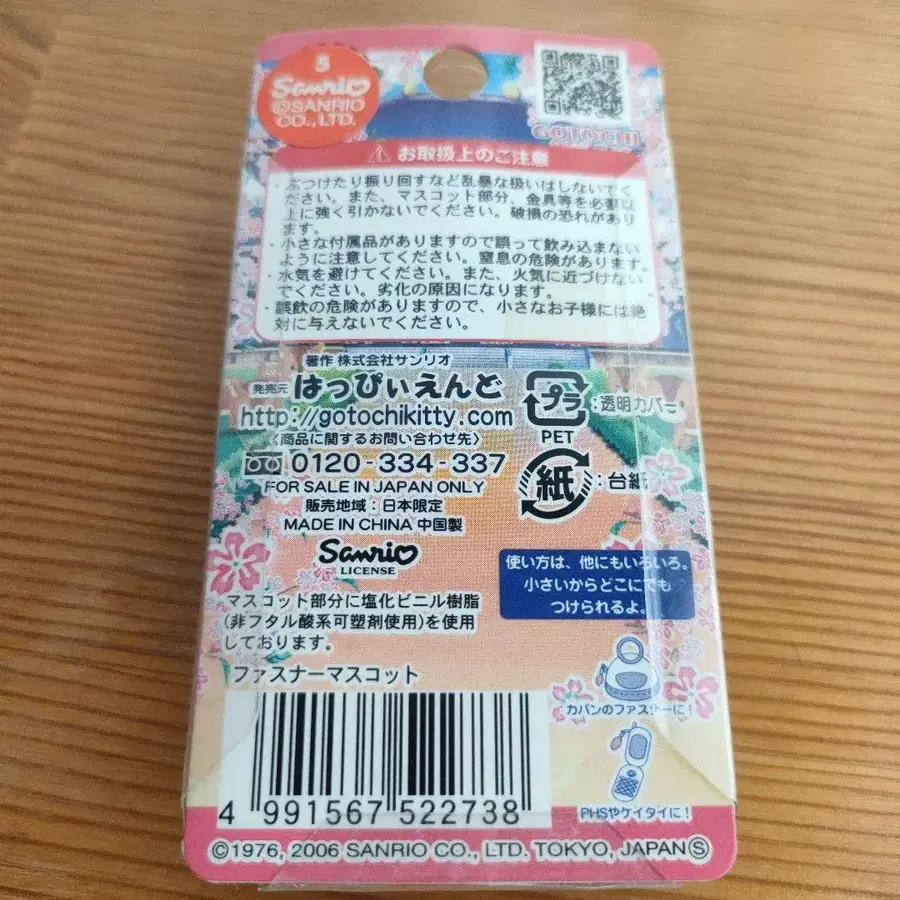 5
Sanrio
©SANRIO
CO.,LTD.
GOTOCHI
⚠ お取扱上のご注意
・ぶつけたり振り回すなど乱暴な扱いはしないでく
ださい。また、マスコット部分、金具等を必要以
上に強く引かないでください。破損の恐れがあり
ます。
・小さな付属品がありますので誤って飲み込まない
ように注意してください。窒息の危険があります。
・水気を避けてください。また、火気に近づけない
でください。劣化の原因になります。
・誤飲の危険がありますので、小さなお子様には絶
対に与えないでください。
著作 株式会社サンリオ
発売元 はっぴぃえんど
http://gotochikitty.com
〈商品に関するお問い合わせ先〉
0120-334-337
FOR SALE IN JAPAN ONLY
販売地域：日本限定
MADE IN CHINA 中国製
Sanrio
LICENSE
プラ :透明カバー
PET
紙 :台紙
マスコット部分に塩化ビニル樹脂
(非フタル酸系可塑剤使用)を使用
しております。
ファスナーマスコット
使い方は、他にもいろいろ。
小さいからどこにでも
つけられるよ。
カバンのファスナーに!
PHSやケイタイに!
4 991567 522738
©1976, 2006 SANRIO CO., LTD. TOKYO, JAPAN Ⓢ